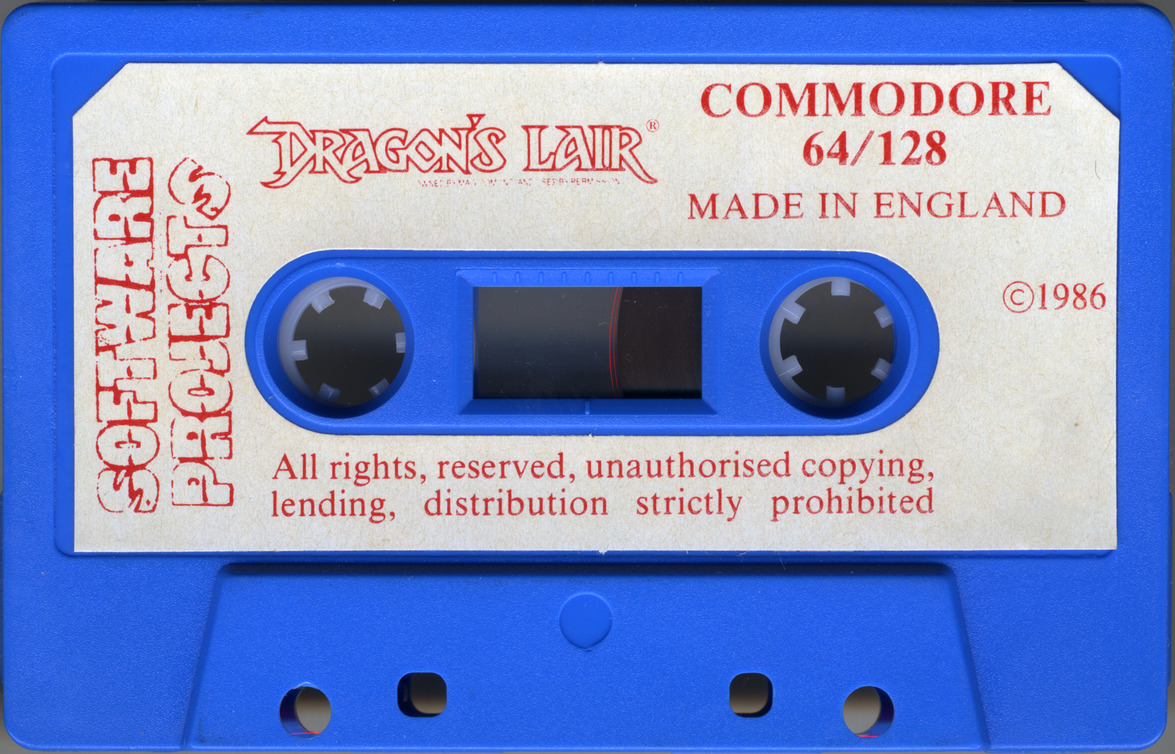 DRAGON'S LAIR®
COMMODORE
64/128
MADE IN ENGLAND
SOFTWARE
PROJECTS
©1986
All rights, reserved, unauthorised copying,
lending, distribution strictly prohibited